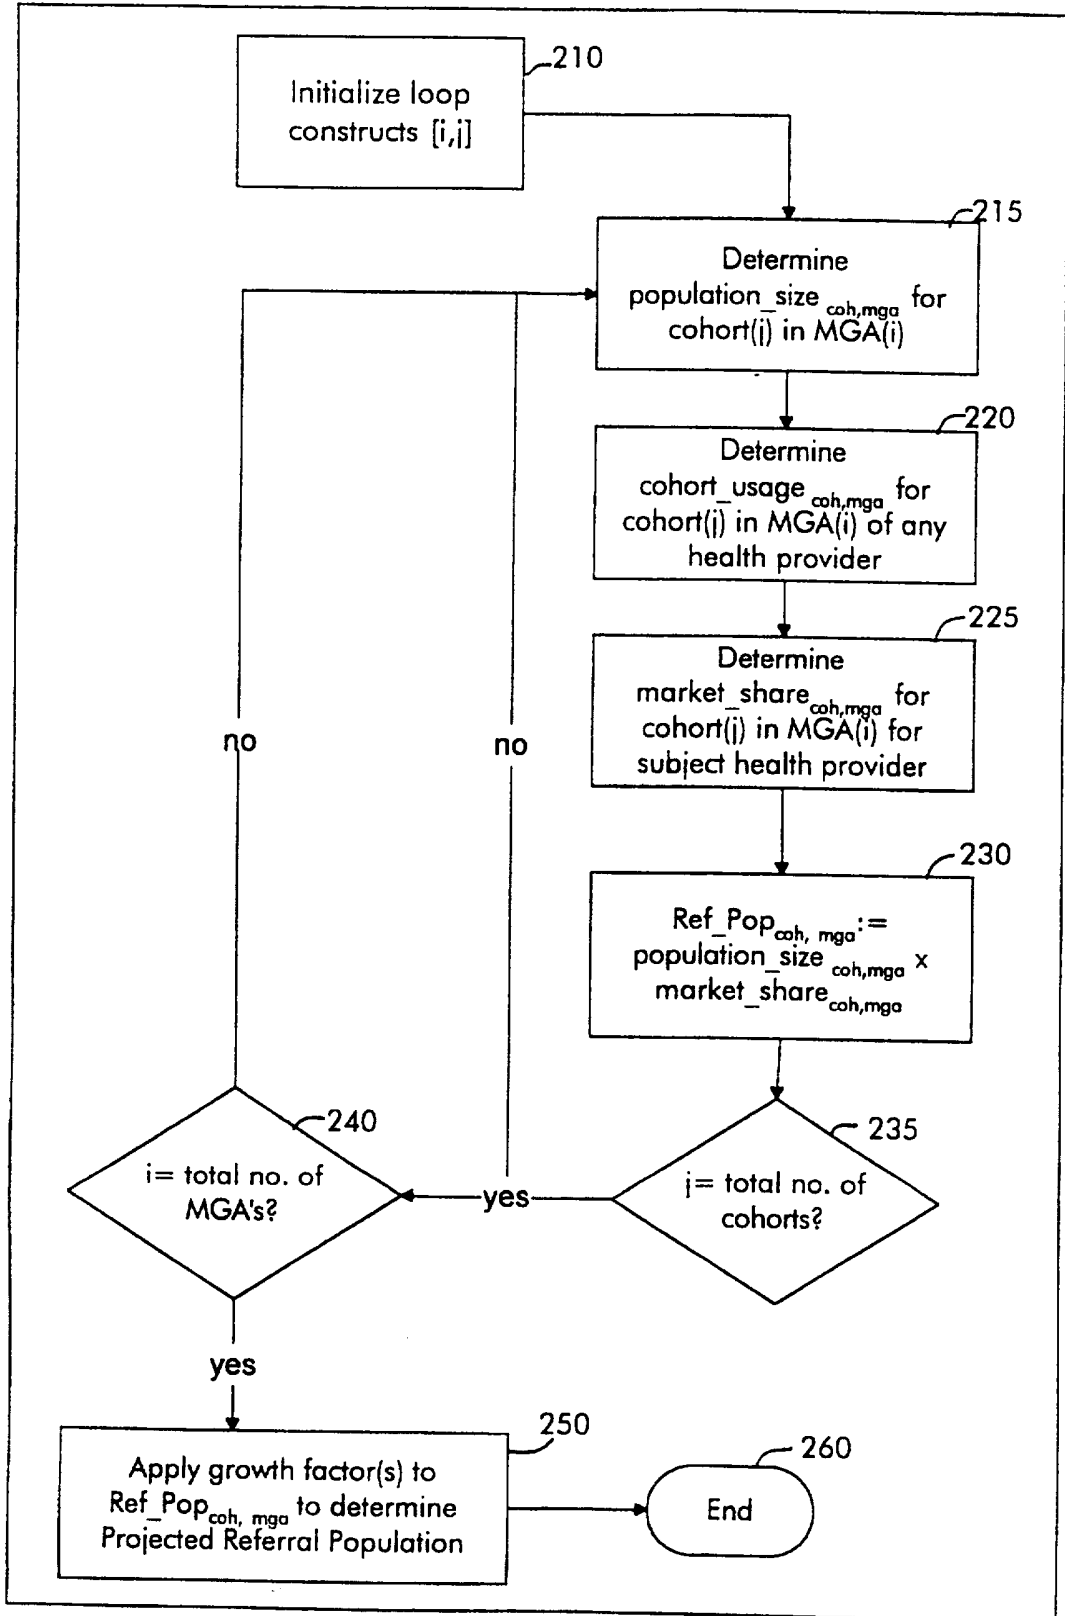 210
Initialize loop
constructs [i,j]
215
Determine
population_size coh,mga for
cohort(j) in MGA(i)
220
Determine
cohort_usage coh,mga for
cohort(j) in MGA(i) of any
health provider
225
Determine
market_share coh,mga for
cohort(j) in MGA(i) for
subject health provider
no
no
230
Ref_Pop coh, mga :=
population_size coh,mga x
market_share coh,mga
240
i= total no. of
MGA's?
yes
235
j= total no. of
cohorts?
yes
250
Apply growth factor(s) to
Ref_Pop coh, mga to determine
Projected Referral Population
260
End